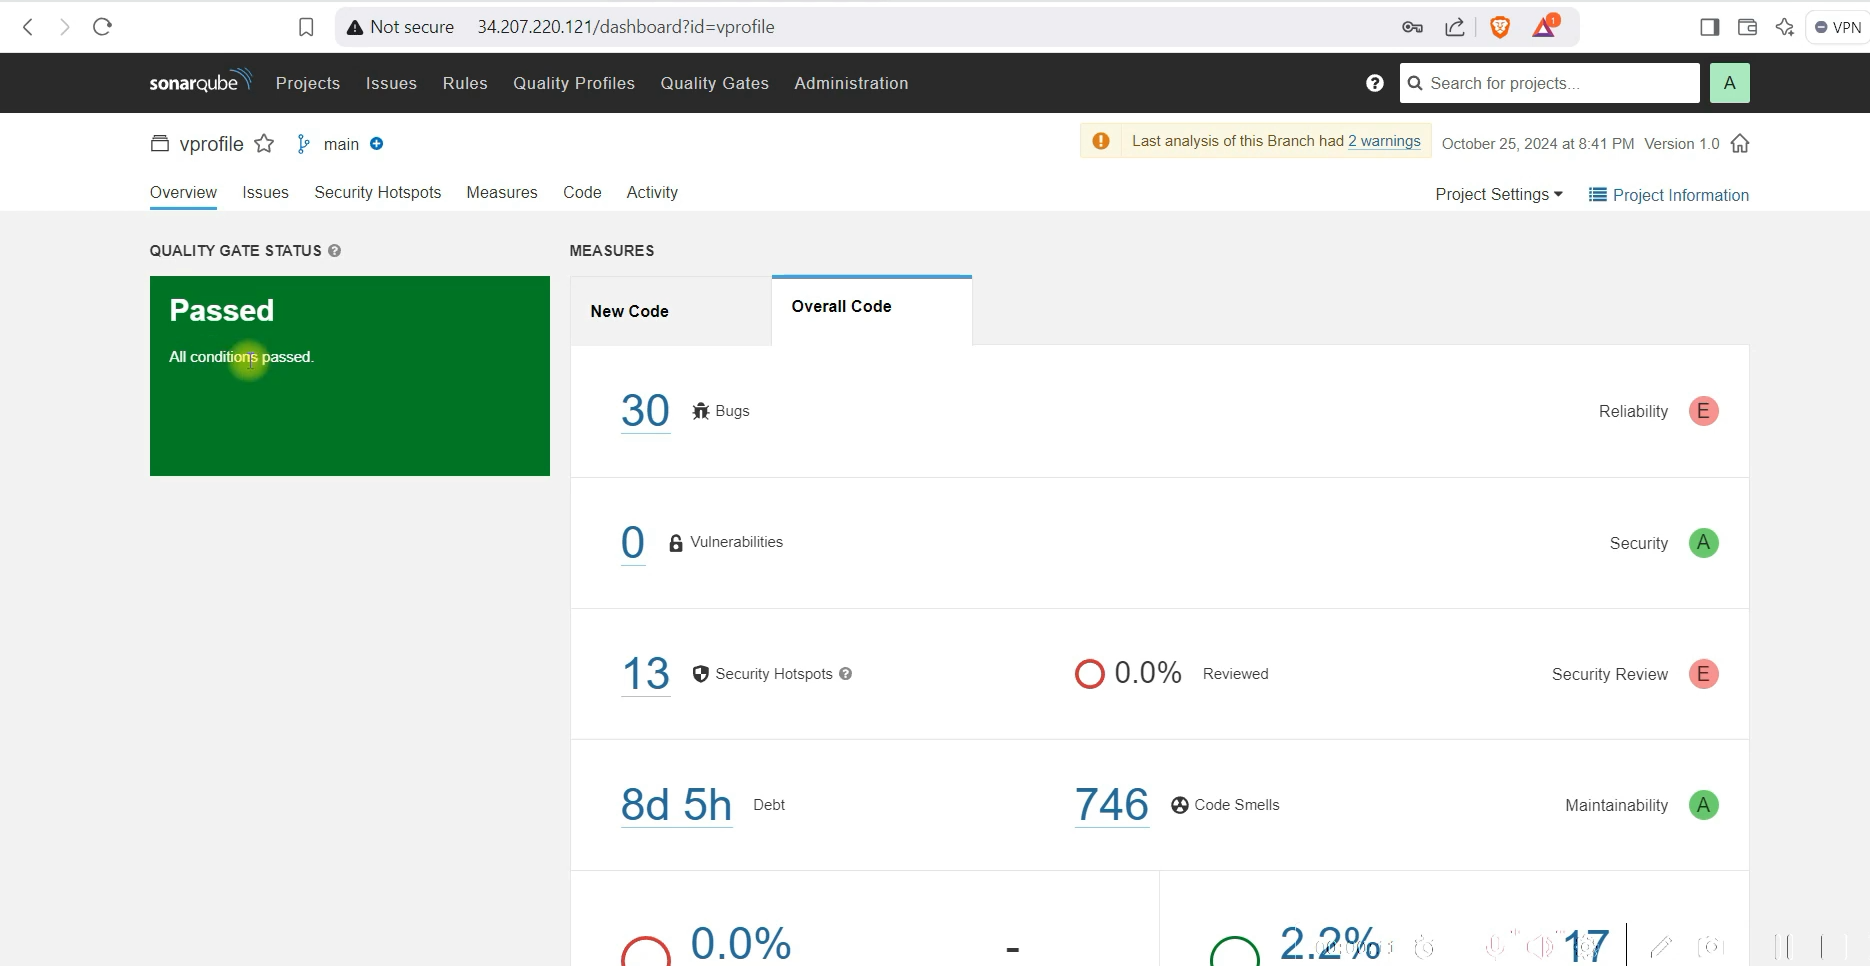 Not secure 34.207.220.121/dashboard?id=vprofile 1 VPN
sonarqube Projects Issues Rules Quality Profiles Quality Gates Administration ? Search for projects... A
vprofile main Last analysis of this Branch had 2 warnings October 25, 2024 at 8:41 PM Version 1.0
Overview Issues Security Hotspots Measures Code Activity Project Settings Project Information
QUALITY GATE STATUS ? MEASURES
Passed
All conditions passed.
New Code Overall Code
30 Bugs Reliability E
0 Vulnerabilities Security A
13 Security Hotspots ? 0.0% Reviewed Security Review E
8d 5h Debt 746 Code Smells Maintainability A
0.0% - 2.2% 17